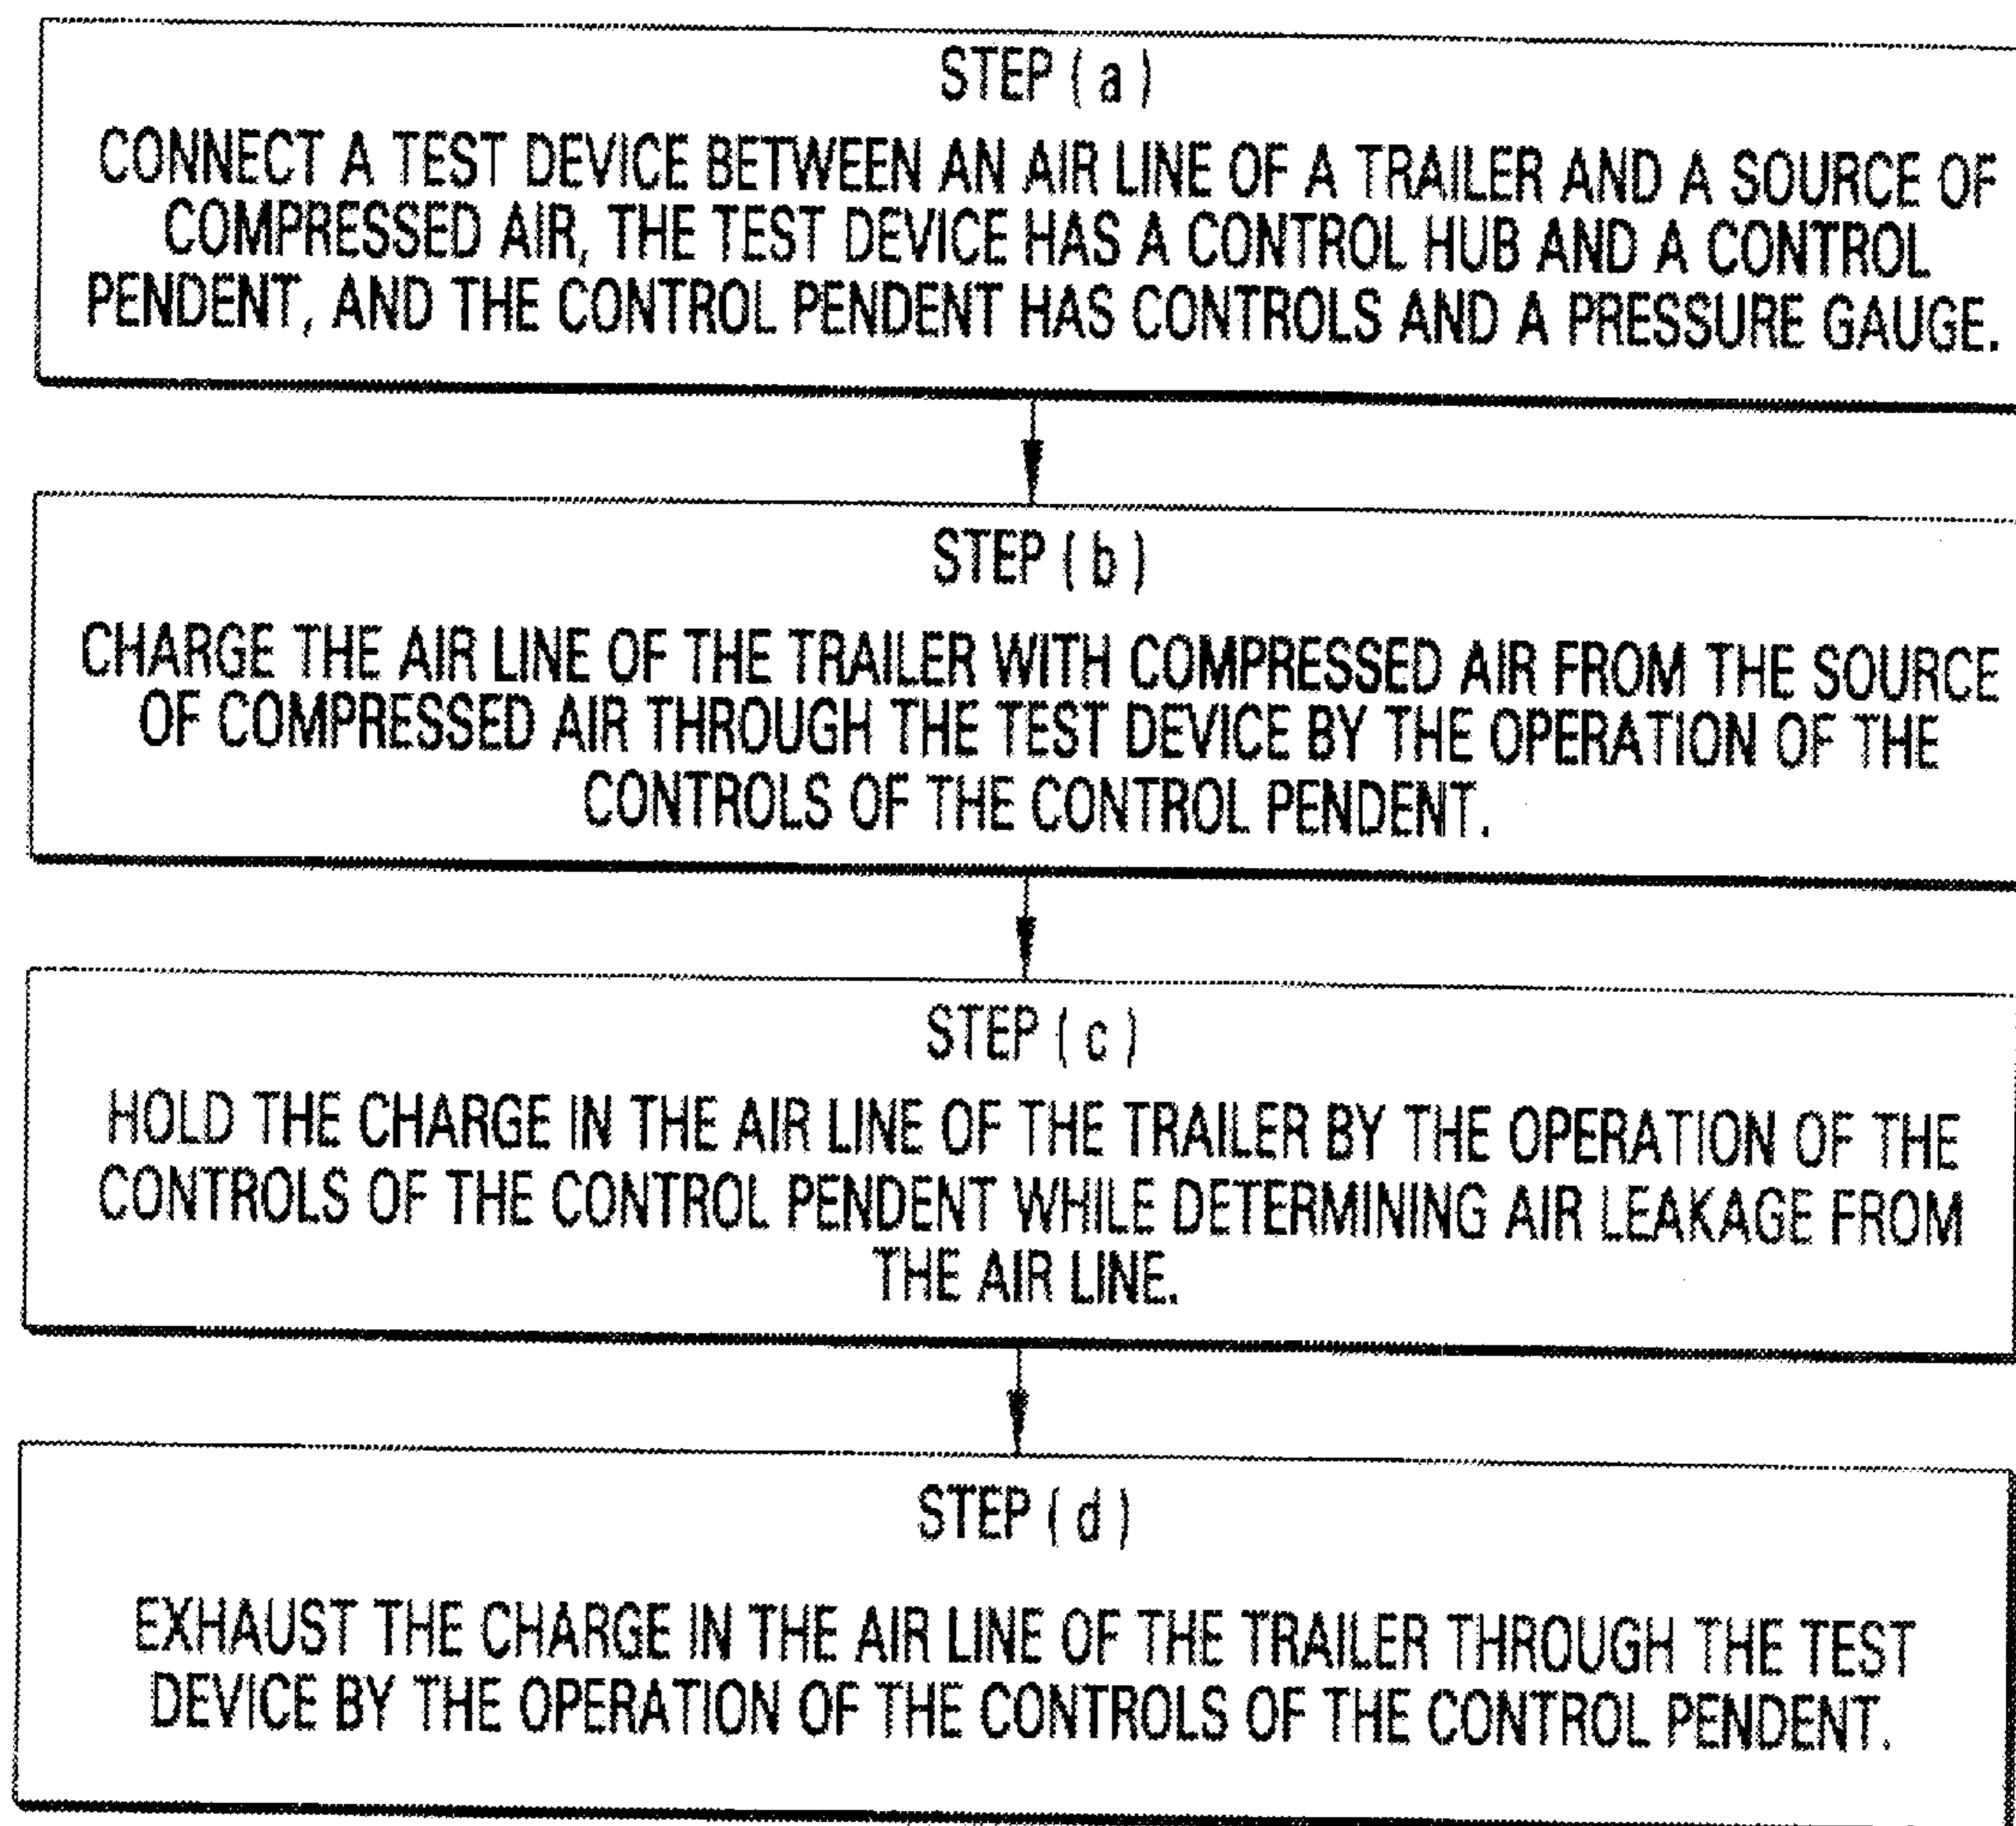 STEP ( a )
CONNECT A TEST DEVICE BETWEEN AN AIR LINE OF A TRAILER AND A SOURCE OF
COMPRESSED AIR, THE TEST DEVICE HAS A CONTROL HUB AND A CONTROL
PENDENT, AND THE CONTROL PENDENT HAS CONTROLS AND A PRESSURE GAUGE.
STEP ( b )
CHARGE THE AIR LINE OF THE TRAILER WITH COMPRESSED AIR FROM THE SOURCE
OF COMPRESSED AIR THROUGH THE TEST DEVICE BY THE OPERATION OF THE
CONTROLS OF THE CONTROL PENDENT.
STEP ( c )
HOLD THE CHARGE IN THE AIR LINE OF THE TRAILER BY THE OPERATION OF THE
CONTROLS OF THE CONTROL PENDENT WHILE DETERMINING AIR LEAKAGE FROM
THE AIR LINE.
STEP ( d )
EXHAUST THE CHARGE IN THE AIR LINE OF THE TRAILER THROUGH THE TEST
DEVICE BY THE OPERATION OF THE CONTROLS OF THE CONTROL PENDENT.